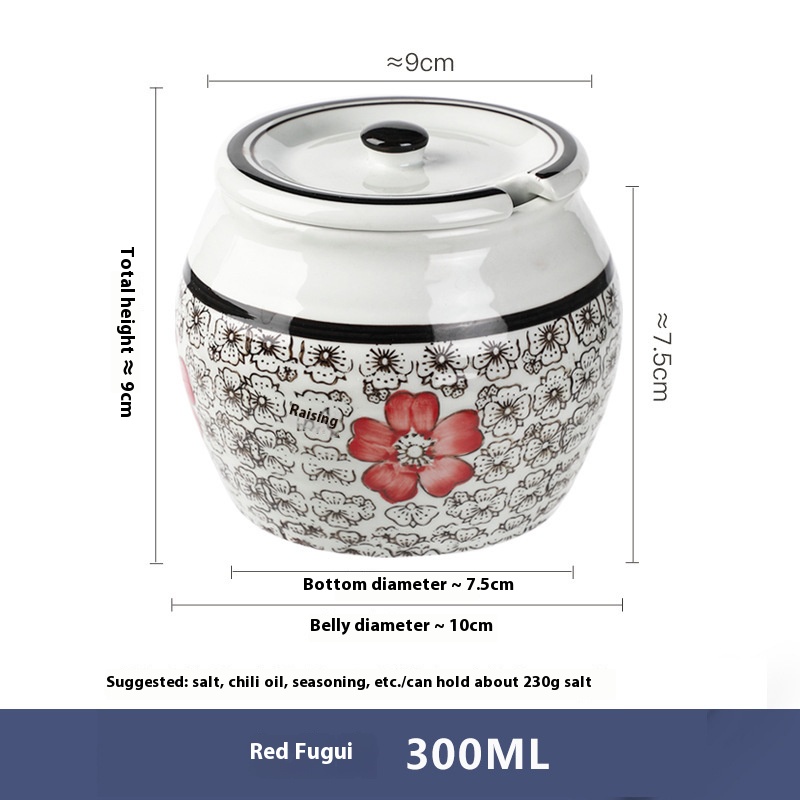 ≈9cm
Total height ≈ 9cm
≈7.5cm
Raising
Bottom diameter ~ 7.5cm
Belly diameter ~ 10cm
Suggested: salt, chili oil, seasoning, etc./can hold about 230g salt
Red Fugui
300ML